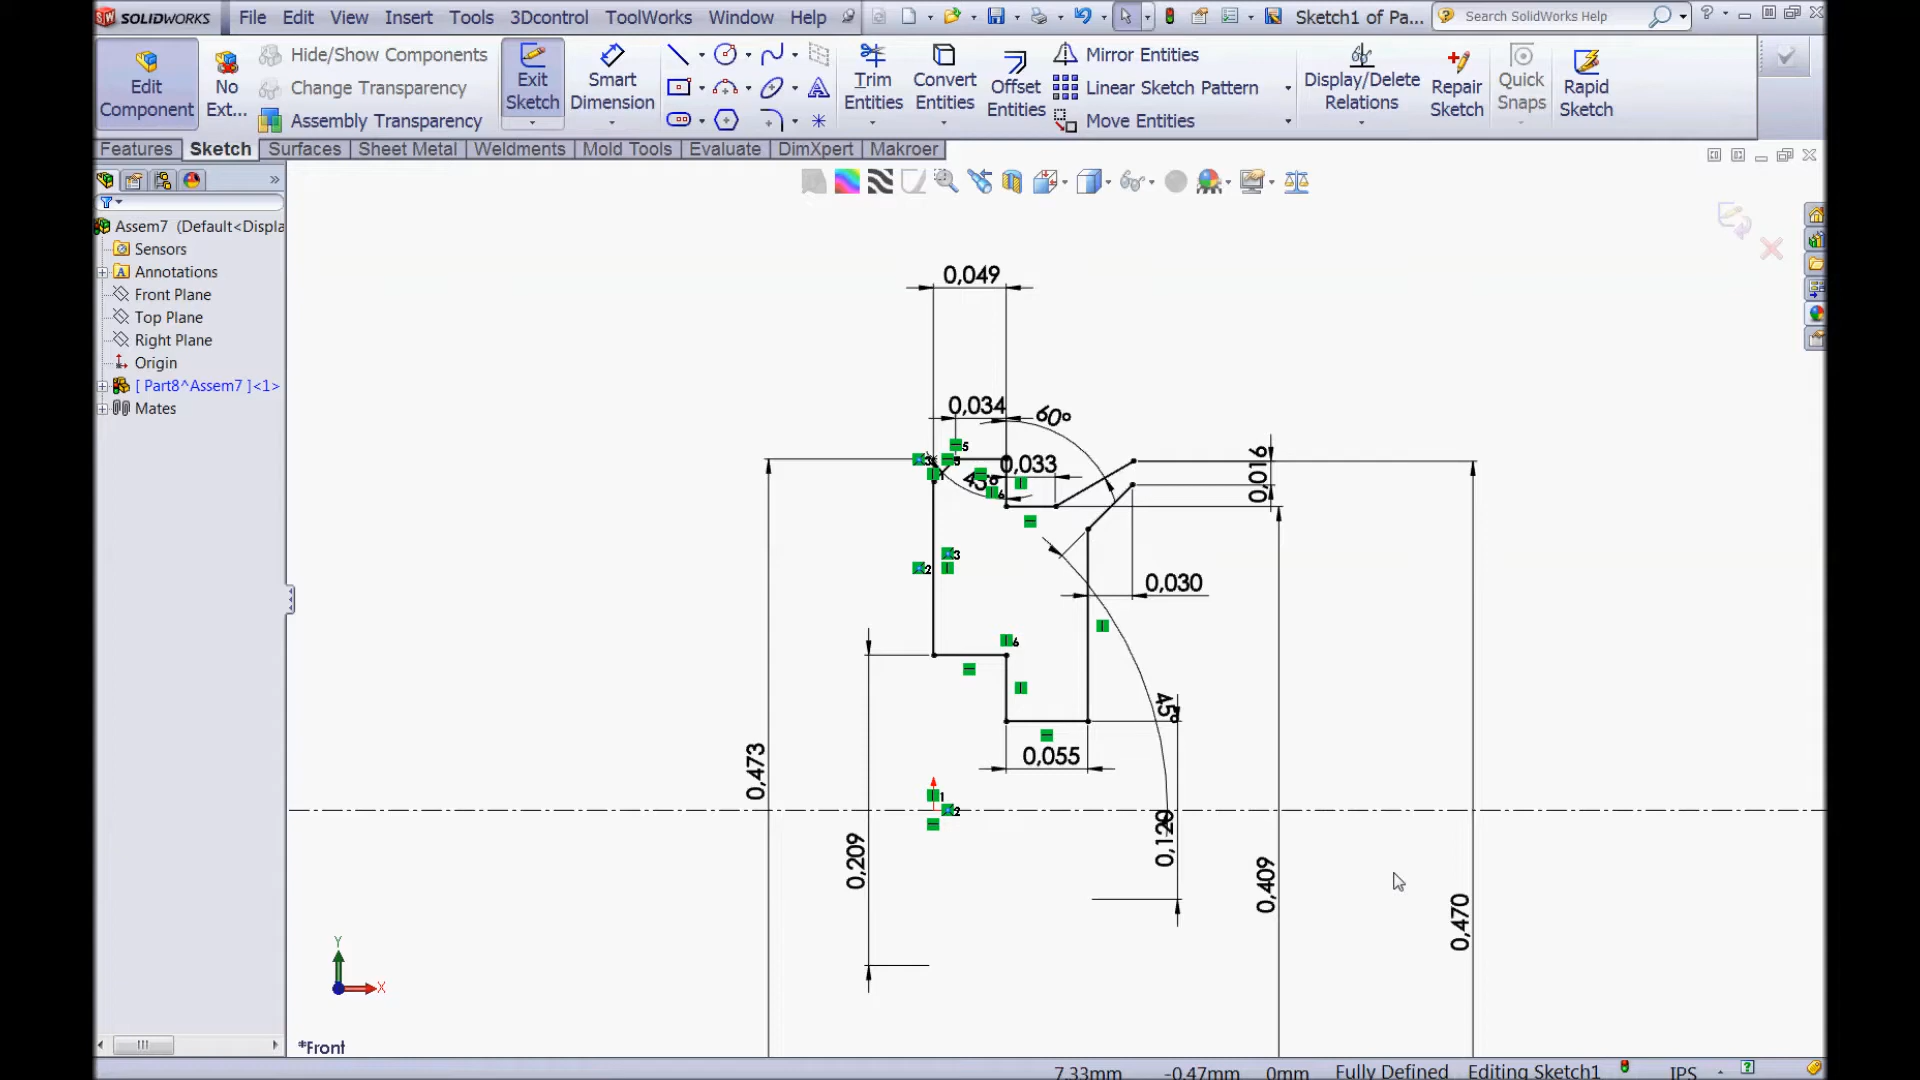 SOLIDWORKS File Edit View Insert Tools 3Dcontrol ToolWorks Window Help Sketch1 of Pa... Search SolidWorks Help
Edit Component
No Ext...
Hide/Show Components
Change Transparency
Assembly Transparency
Exit Sketch
Smart Dimension
Trim Entities
Convert Entities
Offset Entities
Mirror Entities
Linear Sketch Pattern
Move Entities
Display/Delete Relations
Repair Sketch
Quick Snaps
Rapid Sketch
Features Sketch Surfaces Sheet Metal Weldments Mold Tools Evaluate DimXpert Makroer
Assem7 (Default<Displa
Sensors
Annotations
Front Plane
Top Plane
Right Plane
Origin
[ Part8^Assem7 ]<1>
Mates
0,049
0,034
60°
0,033
45°
0,016
0,030
45°
0,055
0,473
0,209
0,120
0,409
0,470
Y
X
*Front
7.33mm -0.47mm 0mm Fully Defined Editing Sketch1 IPS